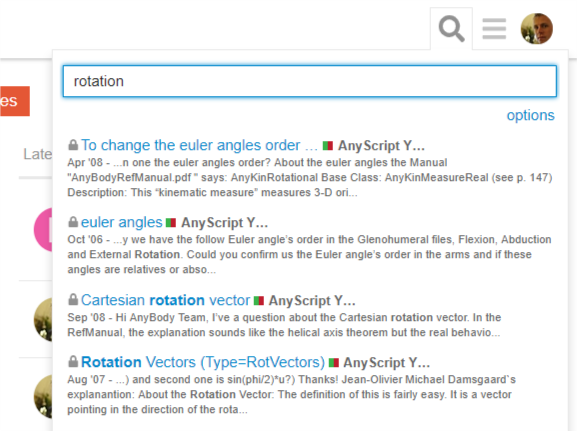 rotation
options
es
Late
To change the euler angles order ... AnyScript Y...
Apr '08 - ...n one the euler angles order? About the euler angles the Manual
"AnyBodyRefManual.pdf " says: AnyKinRotational Base Class: AnyKinMeasureReal (see p. 147)
Description: This “kinematic measure” measures 3-D ori...
euler angles AnyScript Y...
Oct '06 - ...y we have the follow Euler angle’s order in the Glenohumeral files, Flexion, Abduction
and External Rotation. Could you confirm us the Euler angle’s order in the arms and if these
angles are relatives or abso...
Cartesian rotation vector AnyScript Y...
Sep '08 - Hi AnyBody Team, I’ve a question about the Cartesian rotation vector. In the
RefManual, the explanation sounds like the helical axis theorem but the real behavio...
Rotation Vectors (Type=RotVectors) AnyScript Y...
Aug '07 - ...) and second one is sin(phi/2)*u?) Thanks! Jean-Olivier Michael Damsgaard`s
explanantion: About the Rotation Vector: The definition of this is fairly easy. It is a vector
pointing in the direction of the rota...